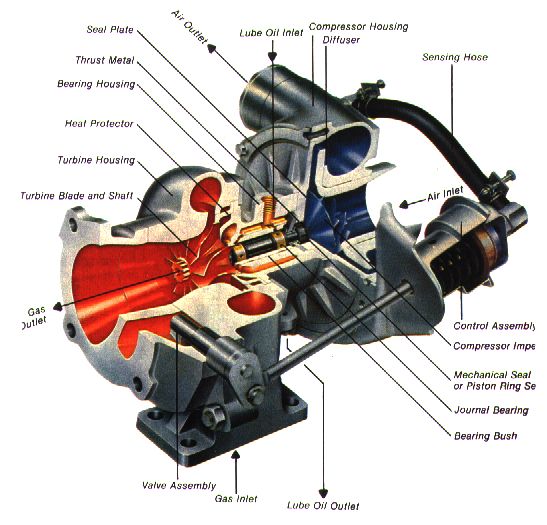 Seal Plate
Air Outlet
Lube Oil Inlet
Compressor Housing
Diffuser
Thrust Metal
Sensing Hose
Bearing Housing
Heat Protector
Turbine Housing
Turbine Blade and Shaft
Air Inlet
Gas
Outlet
Control Assembly
Compressor Impe
Mechanical Seal
or Piston Ring Se
Journal Bearing
Bearing Bush
Valve Assembly
Gas Inlet
Lube Oil Outlet